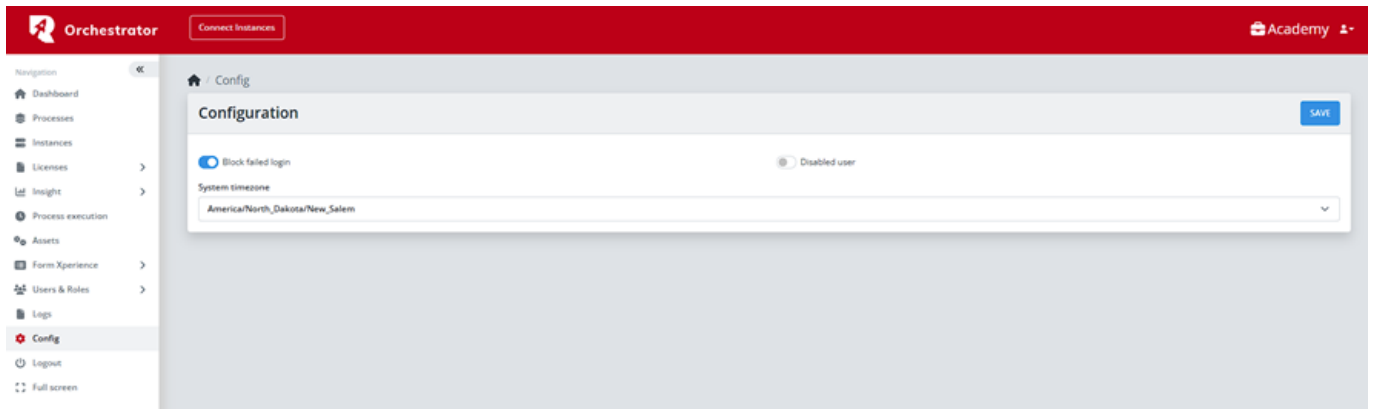 Orchestrator
Connect Instances
Academy
Navigation
Dashboard
Processes
Instances
Licenses
Insight
Process execution
Assets
Form Xperience
Users & Roles
Logs
Config
Logout
Full screen
/ Config
Configuration
SAVE
Block failed login
Disabled user
System timezone
America/North_Dakota/New_Salem